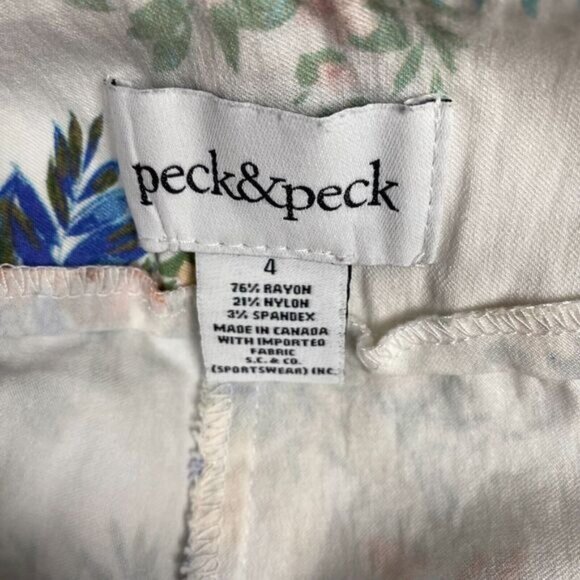 peck&peck
4
76% RAYON
21% NYLON
3% SPANDEX
MADE IN CANADA
WITH IMPORTED
FABRIC
S.C. & CO.
(SPORTSWEAR) INC.